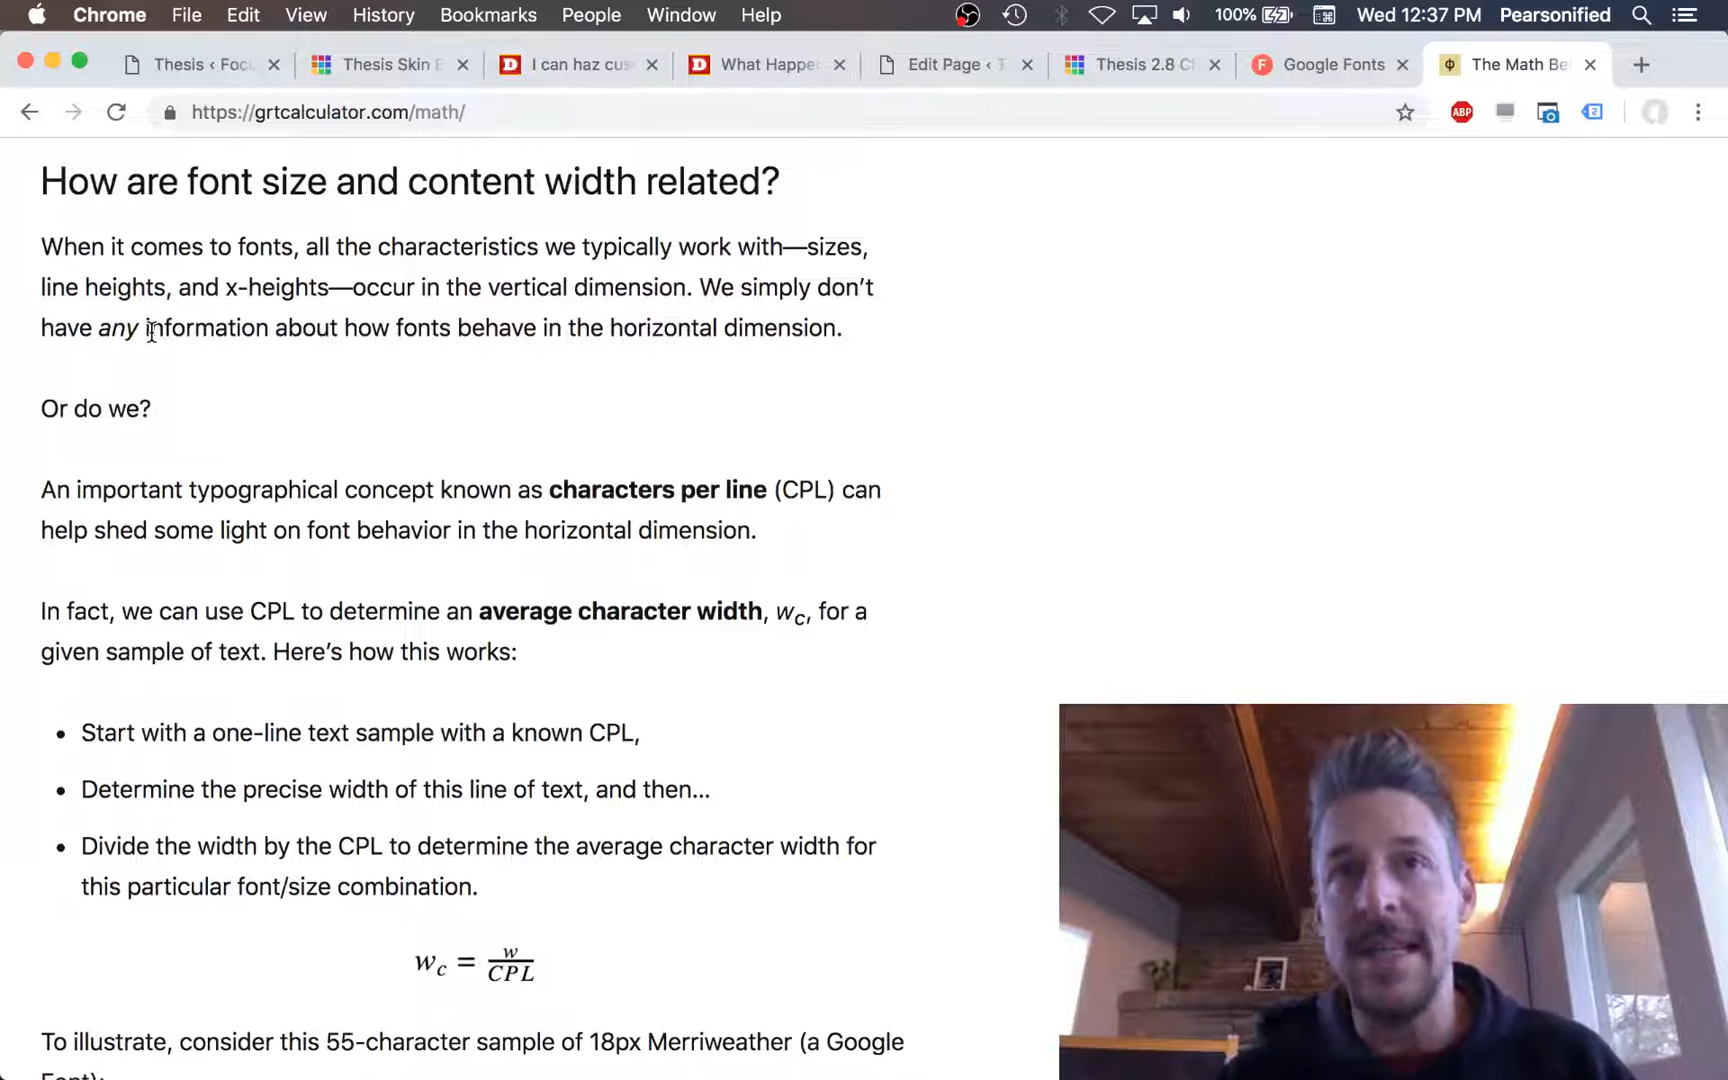 Chrome File Edit View History Bookmarks People Window Help 100% Wed 12:37 PM Pearsonified
Thesis ‹ Focu Thesis Skin E I can haz cus What Happe Edit Page ‹ T Thesis 2.8 Ch Google Fonts The Math Be
https://grtcalculator.com/math/ ABP 2
How are font size and content width related?
When it comes to fonts, all the characteristics we typically work with—sizes,
line heights, and x-heights—occur in the vertical dimension. We simply don’t
have any information about how fonts behave in the horizontal dimension.
Or do we?
An important typographical concept known as characters per line (CPL) can
help shed some light on font behavior in the horizontal dimension.
In fact, we can use CPL to determine an average character width, wc, for a
given sample of text. Here’s how this works:
• Start with a one-line text sample with a known CPL,
• Determine the precise width of this line of text, and then…
• Divide the width by the CPL to determine the average character width for
this particular font/size combination.
wc = w/CPL
To illustrate, consider this 55-character sample of 18px Merriweather (a Google
Font):